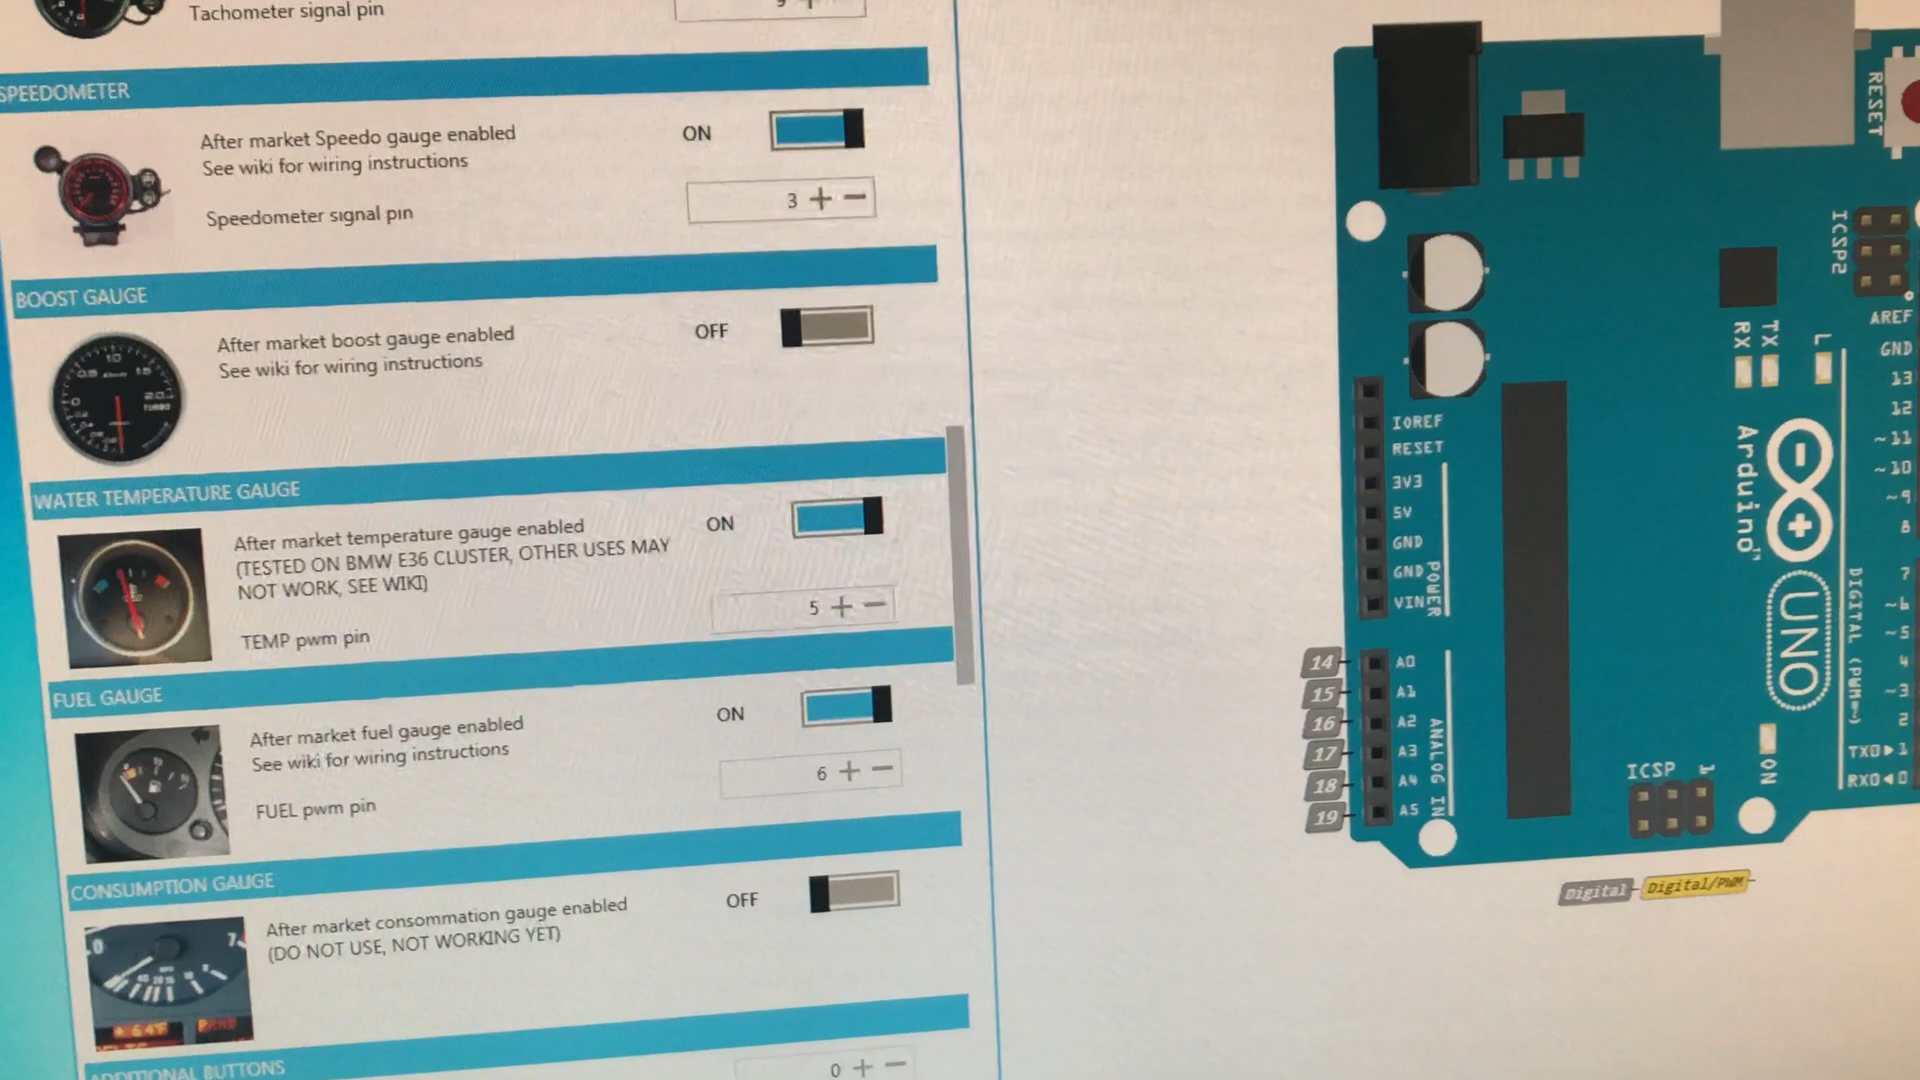 Tachometer signal pin
SPEEDOMETER
After market Speedo gauge enabled
See wiki for wiring instructions
ON
3 + −
Speedometer signal pin
BOOST GAUGE
After market boost gauge enabled
See wiki for wiring instructions
OFF
WATER TEMPERATURE GAUGE
After market temperature gauge enabled
(TESTED ON BMW E36 CLUSTER, OTHER USES MAY
NOT WORK, SEE WIKI)
ON
5 + −
TEMP pwm pin
FUEL GAUGE
After market fuel gauge enabled
See wiki for wiring instructions
ON
6 + −
FUEL pwm pin
CONSUMPTION GAUGE
After market consommation gauge enabled
(DO NOT USE, NOT WORKING YET)
OFF
ADDITIONAL BUTTONS
0 + −
RESET
ICSP2
AREF
GND
13
12
~11
~10
~9
8
7
~6
~5
4
~3
2
TX0▶1
RX0◀0
L
TX
RX
Arduino™
UNO
DIGITAL (PWM=~)
ON
ICSP
1
IOREF
RESET
3V3
5V
GND
GND
VIN
POWER
14 A0
15 A1
16 A2
17 A3
18 A4
19 A5
ANALOG IN
Digital
Digital/PWM